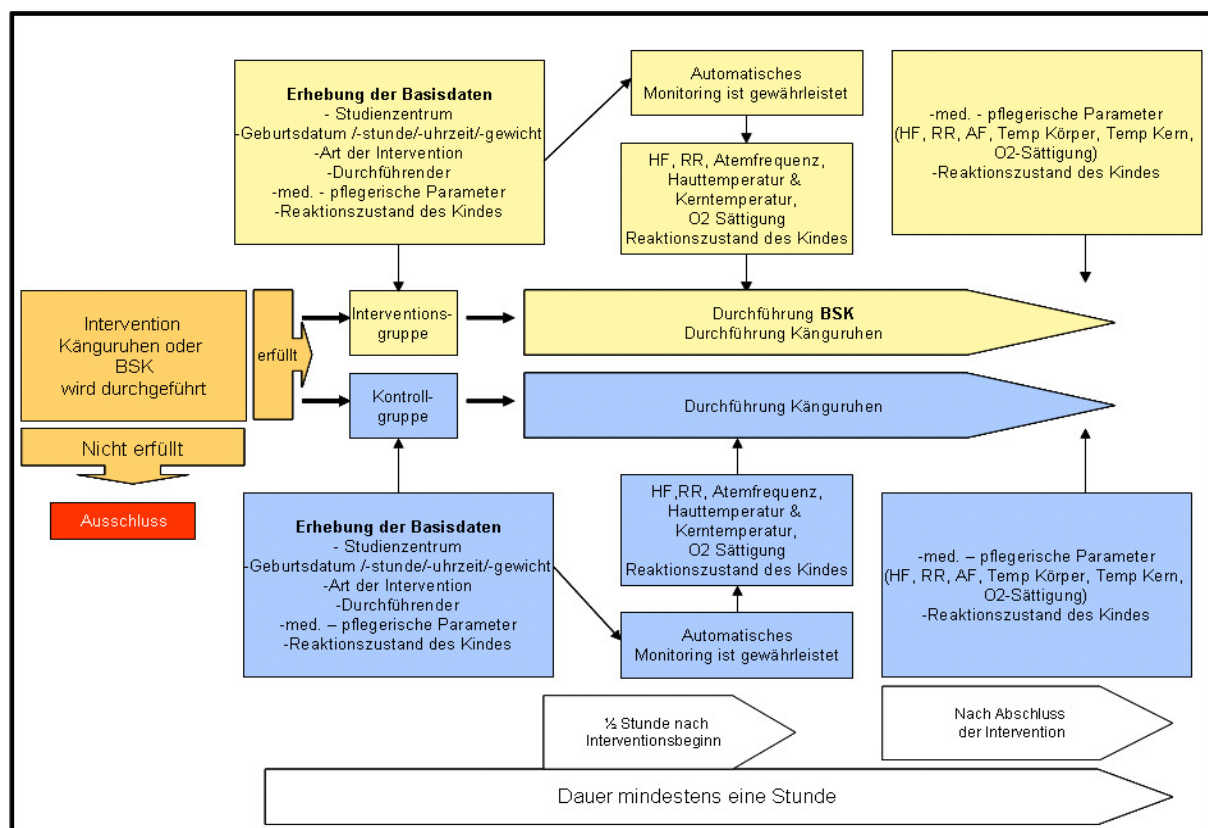 Erhebung der Basisdaten
- Studienzentrum
-Geburtsdatum /-stunde/-uhrzeit/-gewicht
-Art der Intervention
-Durchführender
-med. - pflegerische Parameter
-Reaktionszustand des Kindes
Automatisches
Monitoring ist gewährleistet
HF, RR, Atemfrequenz,
Hauttemperatur &
Kerntemperatur,
O2 Sättigung
Reaktionszustand des Kindes
-med. - pflegerische Parameter
(HF, RR, AF, Temp Körper, Temp Kern,
O2-Sättigung)
-Reaktionszustand des Kindes
Intervention
Känguruhen oder
BSK
wird durchgeführt
erfüllt
Interventions-
gruppe
Durchführung BSK
Durchführung Känguruhen
Kontroll-
gruppe
Durchführung Känguruhen
Nicht erfüllt
Ausschluss
Erhebung der Basisdaten
- Studienzentrum
-Geburtsdatum /-stunde/-uhrzeit/-gewicht
-Art der Intervention
-Durchführender
-med. – pflegerische Parameter
-Reaktionszustand des Kindes
HF,RR, Atemfrequenz,
Hauttemperatur &
Kerntemperatur,
O2 Sättigung
Reaktionszustand des Kindes
Automatisches
Monitoring ist gewährleistet
-med. – pflegerische Parameter
(HF, RR, AF, Temp Körper, Temp Kern,
O2-Sättigung)
-Reaktionszustand des Kindes
½ Stunde nach
Interventionsbeginn
Nach Abschluss
der Intervention
Dauer mindestens eine Stunde